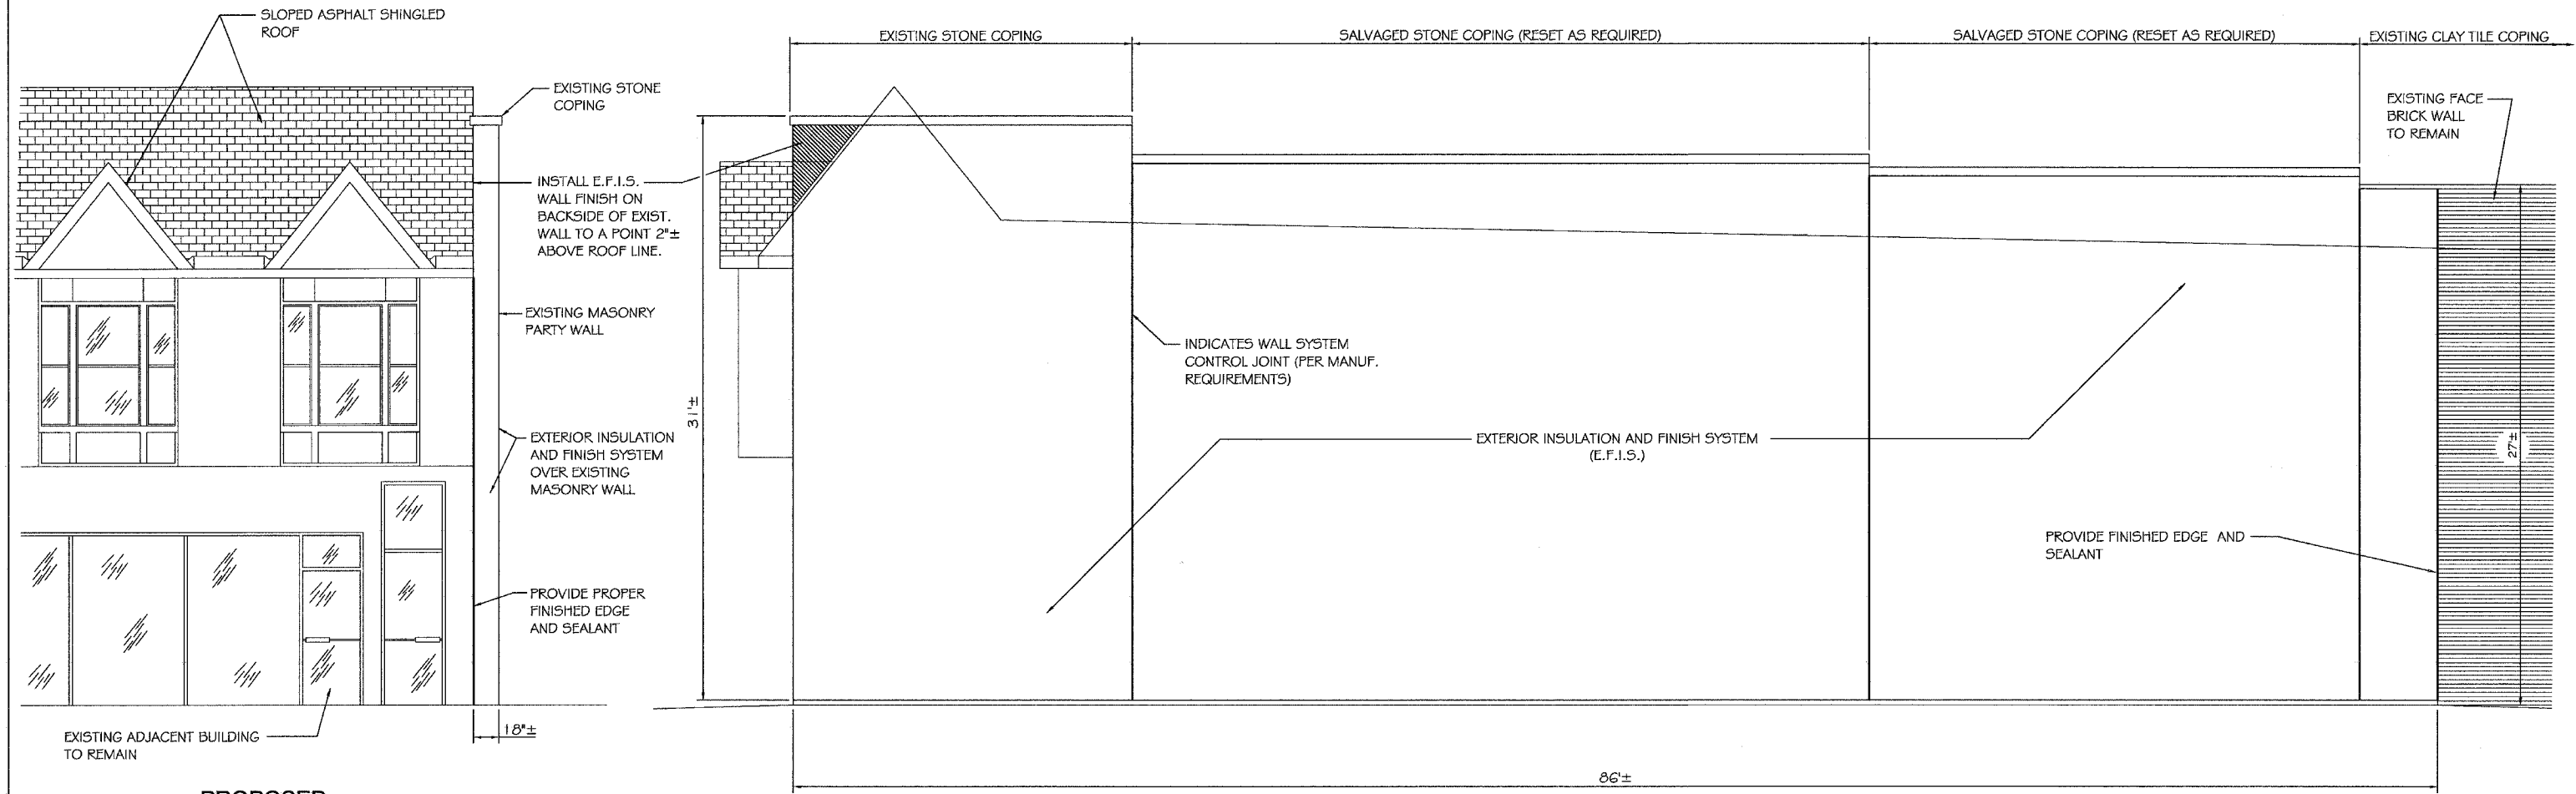 SLOPED ASPHALT SHINGLED
ROOF
EXISTING STONE
COPING
INSTALL E.F.I.S.
WALL FINISH ON
BACKSIDE OF EXIST.
WALL TO A POINT 2"±
ABOVE ROOF LINE.
EXISTING MASONRY
PARTY WALL
EXTERIOR INSULATION
AND FINISH SYSTEM
OVER EXISTING
MASONRY WALL
PROVIDE PROPER
FINISHED EDGE
AND SEALANT
EXISTING ADJACENT BUILDING
TO REMAIN
18"±
EXISTING STONE COPING
SALVAGED STONE COPING (RESET AS REQUIRED)
SALVAGED STONE COPING (RESET AS REQUIRED)
EXISTING CLAY TILE COPING
EXISTING FACE
BRICK WALL
TO REMAIN
31'±
INDICATES WALL SYSTEM
CONTROL JOINT (PER MANUF.
REQUIREMENTS)
EXTERIOR INSULATION AND FINISH SYSTEM
(E.F.I.S.)
27'±
PROVIDE FINISHED EDGE AND
SEALANT
86'±